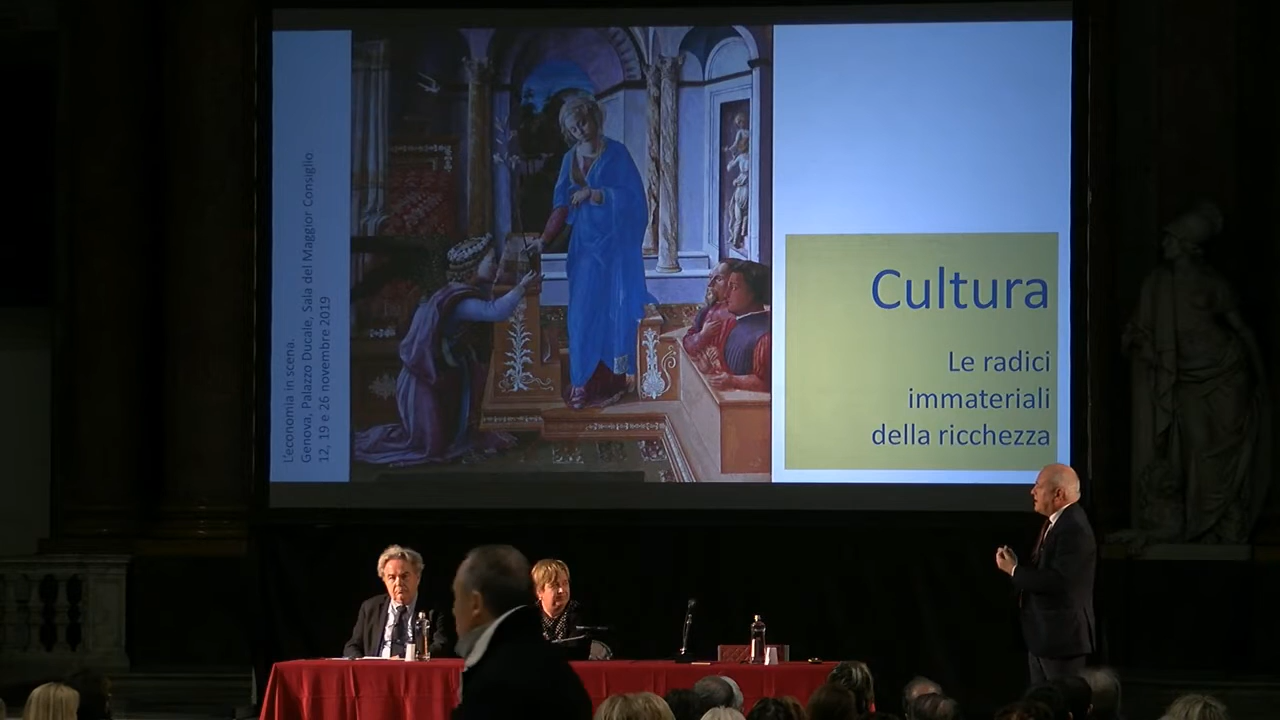 L'economia in scena.
Genova, Palazzo Ducale, Sala del Maggior Consiglio
12, 19 e 26 novembre 2019
Cultura
Le radici
immateriali
della ricchezza